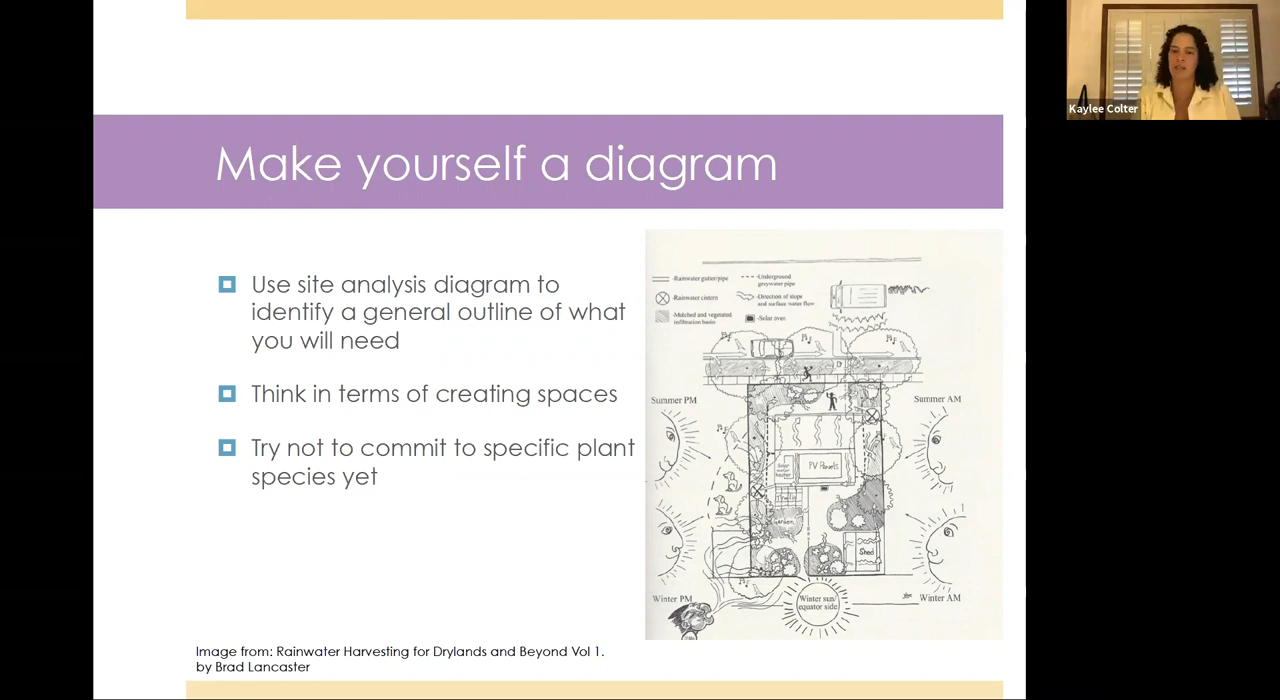 Kaylee Colter
Make yourself a diagram
Use site analysis diagram to
identify a general outline of what
you will need
Think in terms of creating spaces
Try not to commit to specific plant
species yet
-Rainwater gutter/pipe
-Underground
greywater pipe
-Rainwater cistern
-Direction of slope
and surface water flow
-Mulched and vegetated
infiltration basin
-Solar oven
Summer PM
Summer AM
Solar
water
heater
PV Panels
Garden
Shed
Winter PM
Winter sun/
equator side
Winter AM
Image from: Rainwater Harvesting for Drylands and Beyond Vol 1.
by Brad Lancaster